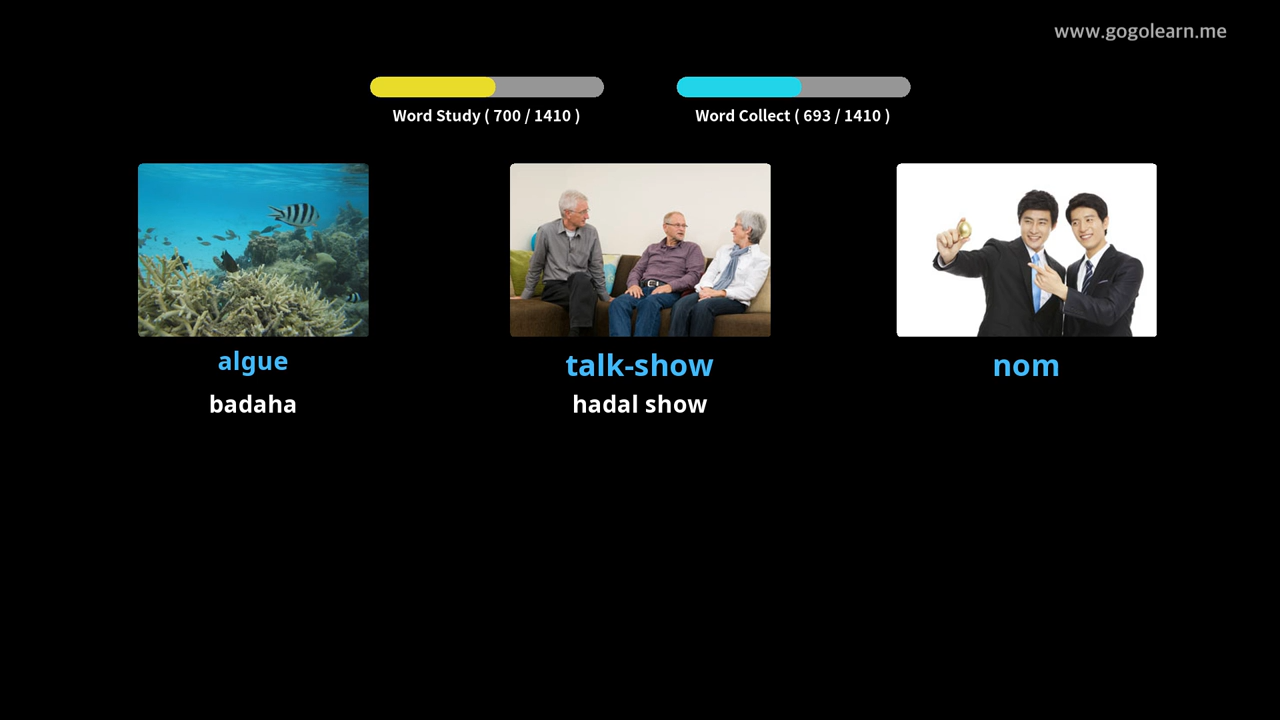 www.gogolearn.me
Word Study ( 700 / 1410 )
Word Collect ( 693 / 1410 )
algue
talk-show
nom
badaha
hadal show